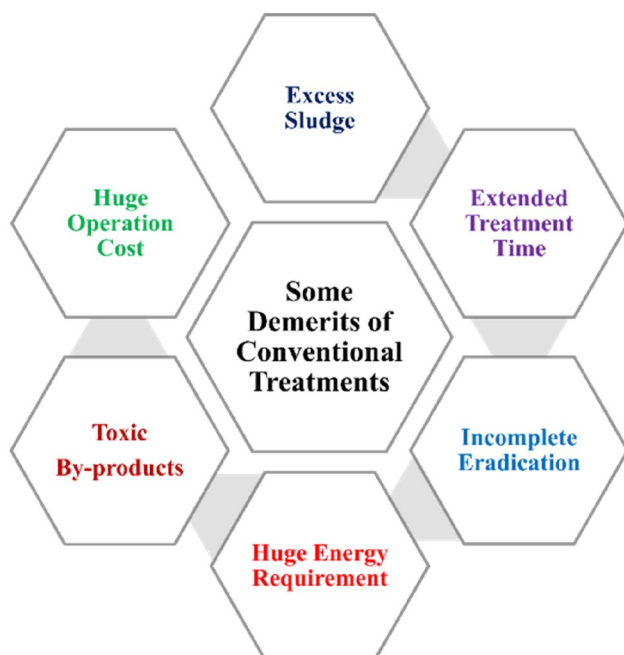 Excess
Sludge
Extended
Treatment
Time
Incomplete
Eradication
Huge Energy
Requirement
Toxic
By-products
Huge
Operation
Cost
Some
Demerits of
Conventional
Treatments